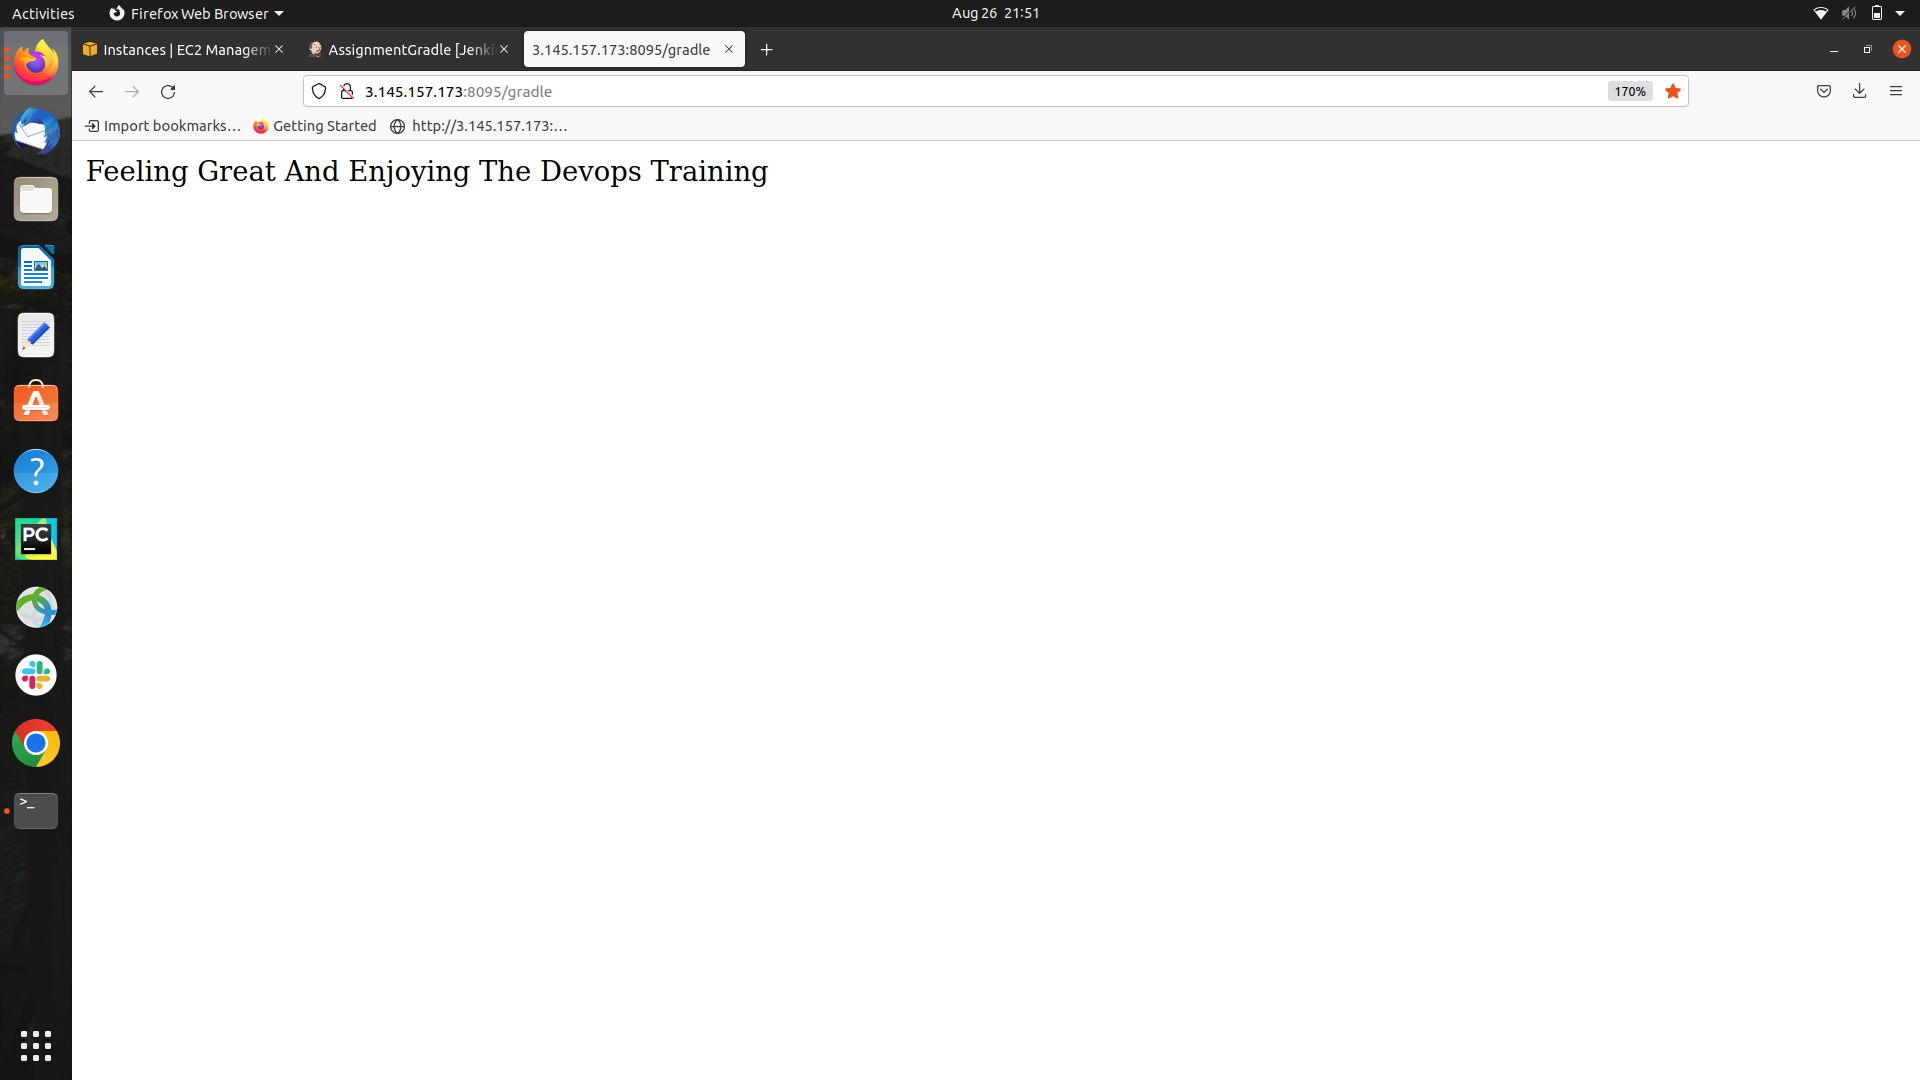 Activities
Firefox Web Browser
Aug 26 21:51
Instances | EC2 Managem
AssignmentGradle [Jenki
3.145.157.173:8095/gradle
3.145.157.173:8095/gradle
170%
Import bookmarks...
Getting Started
http://3.145.157.173:...
Feeling Great And Enjoying The Devops Training
A
?
PC
>_